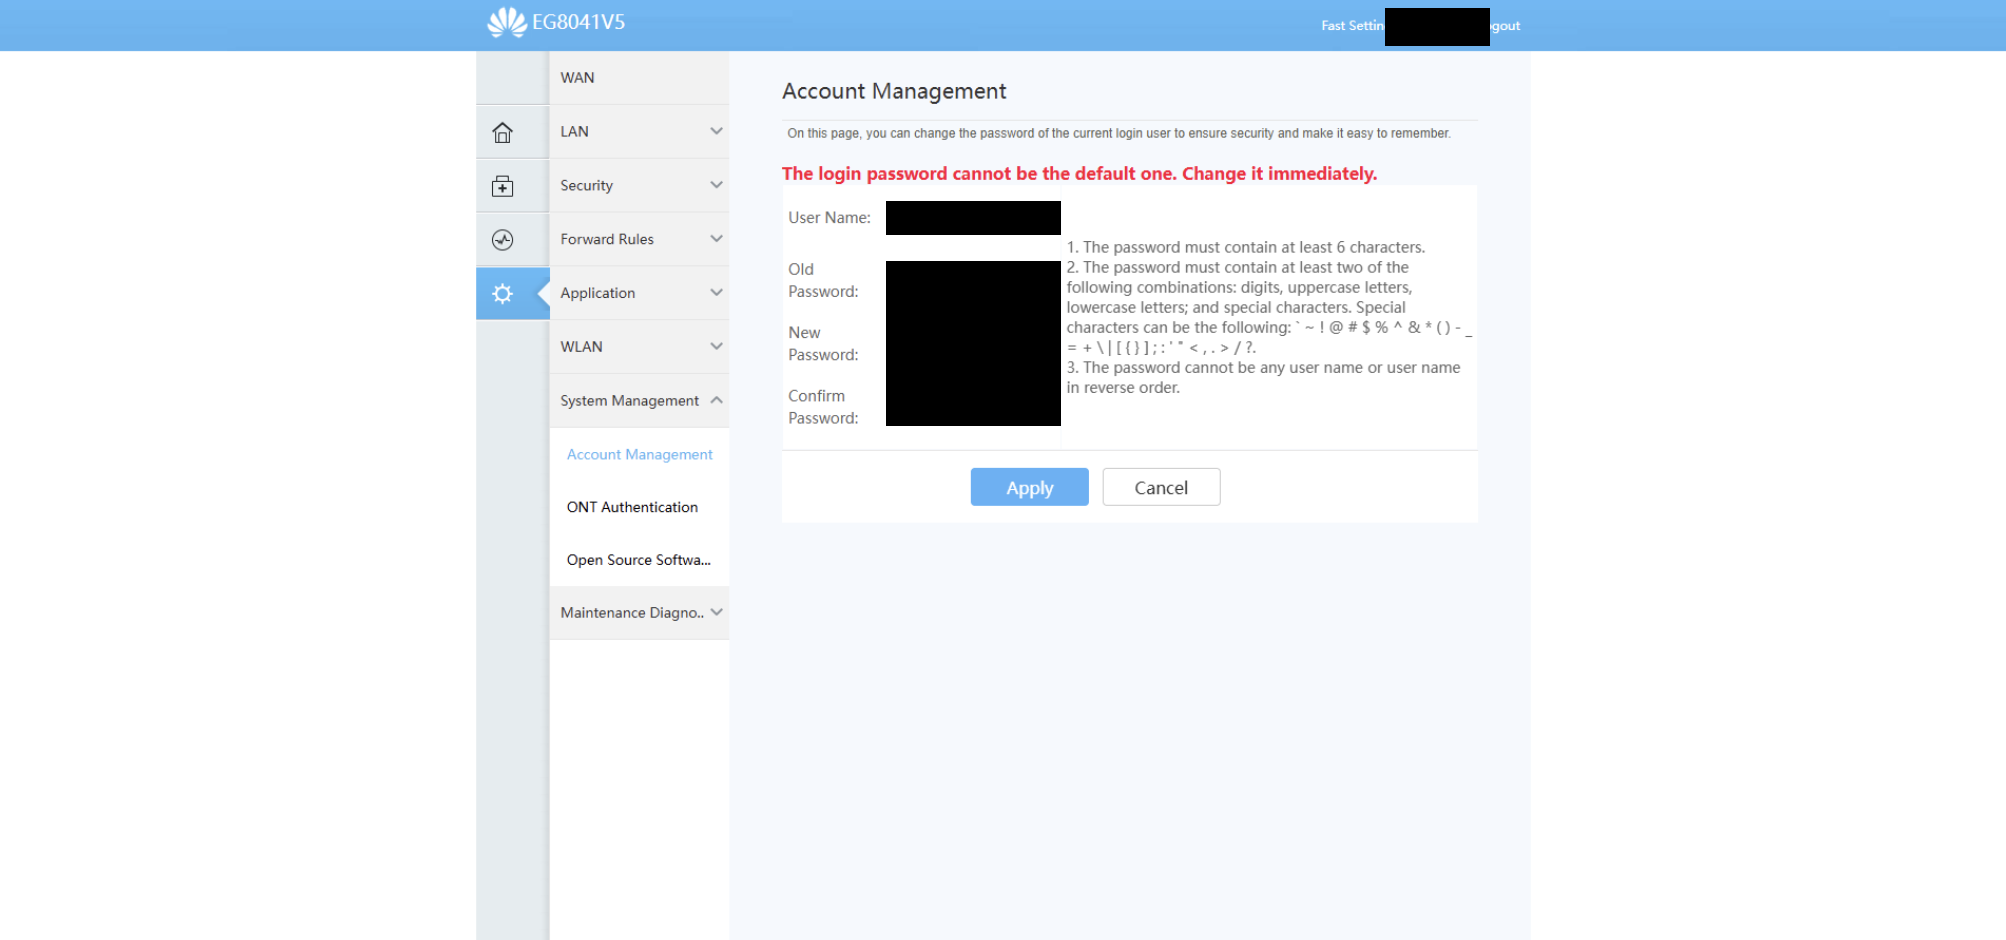 EG8041V5
Fast Settin
gout
WAN
LAN
Security
Forward Rules
Application
WLAN
System Management
Account Management
ONT Authentication
Open Source Softwa...
Maintenance Diagno..
Account Management
On this page, you can change the password of the current login user to ensure security and make it easy to remember.
The login password cannot be the default one. Change it immediately.
User Name:
Old
Password:
New
Password:
Confirm
Password:
1. The password must contain at least 6 characters.
2. The password must contain at least two of the
following combinations: digits, uppercase letters,
lowercase letters; and special characters. Special
characters can be the following: ` ~ ! @ # $ % ^ & * ( ) - _
= + \ | [ { } ] ; : ' " < , . > / ?.
3. The password cannot be any user name or user name
in reverse order.
Apply
Cancel